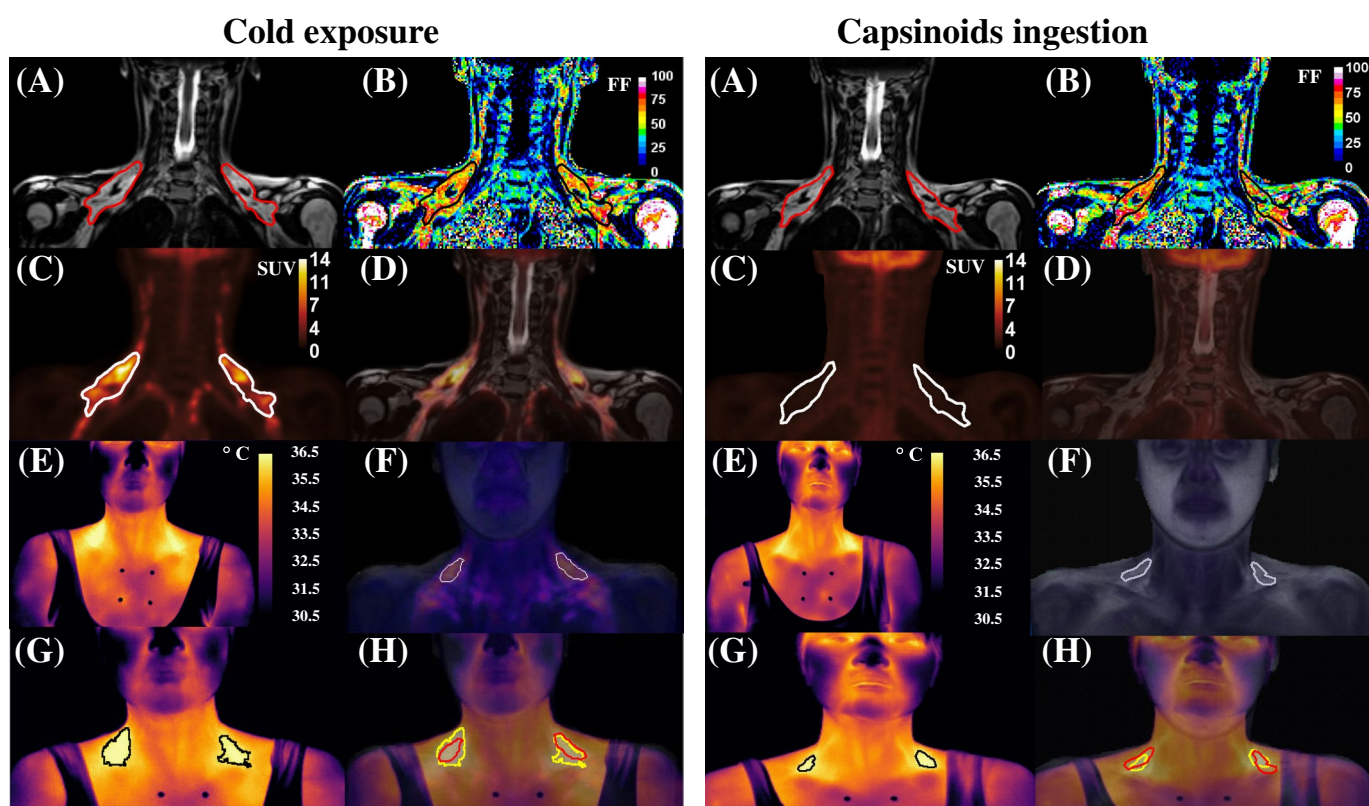 Cold exposure
Capsinoids ingestion
(A)
(B)
FF
100
75
50
25
0
(A)
(B)
FF
100
75
50
25
0
(C)
SUV
14
11
7
4
0
(D)
(C)
SUV
14
11
7
4
0
(D)
(E)
° C
36.5
35.5
34.5
33.5
32.5
31.5
30.5
(F)
(E)
° C
36.5
35.5
34.5
33.5
32.5
31.5
30.5
(F)
(G)
(H)
(G)
(H)